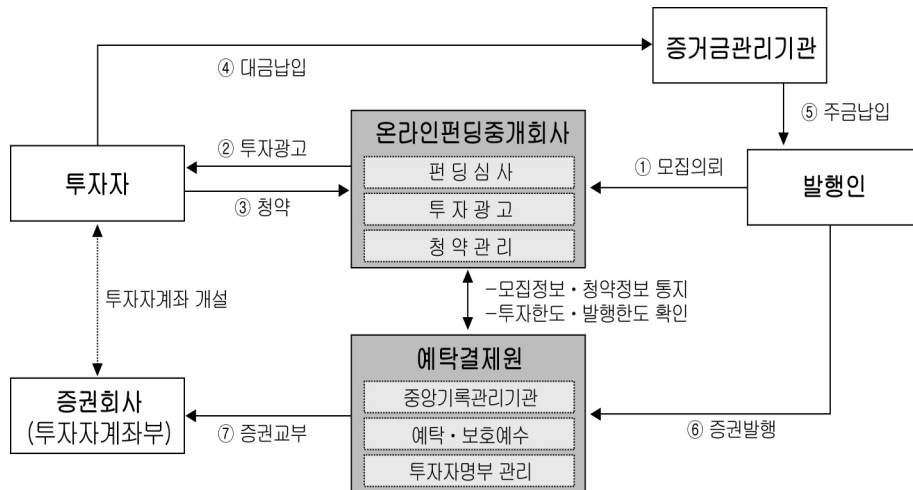 증거금관리기관
④ 대금납입
⑤ 주금납입
온라인펀딩중개회사
② 투자광고
펀 딩 심 사
① 모집의뢰
투자자
투 자 광 고
발행인
③ 청약
청 약 관 리
투자자계좌 개설
–모집정보・청약정보 통지
–투자한도・발행한도 확인
예탁결제원
중앙기록관리기관
증권회사
(투자자계좌부)
⑦ 증권교부
예탁・보호예수
⑥ 증권발행
투자자명부 관리